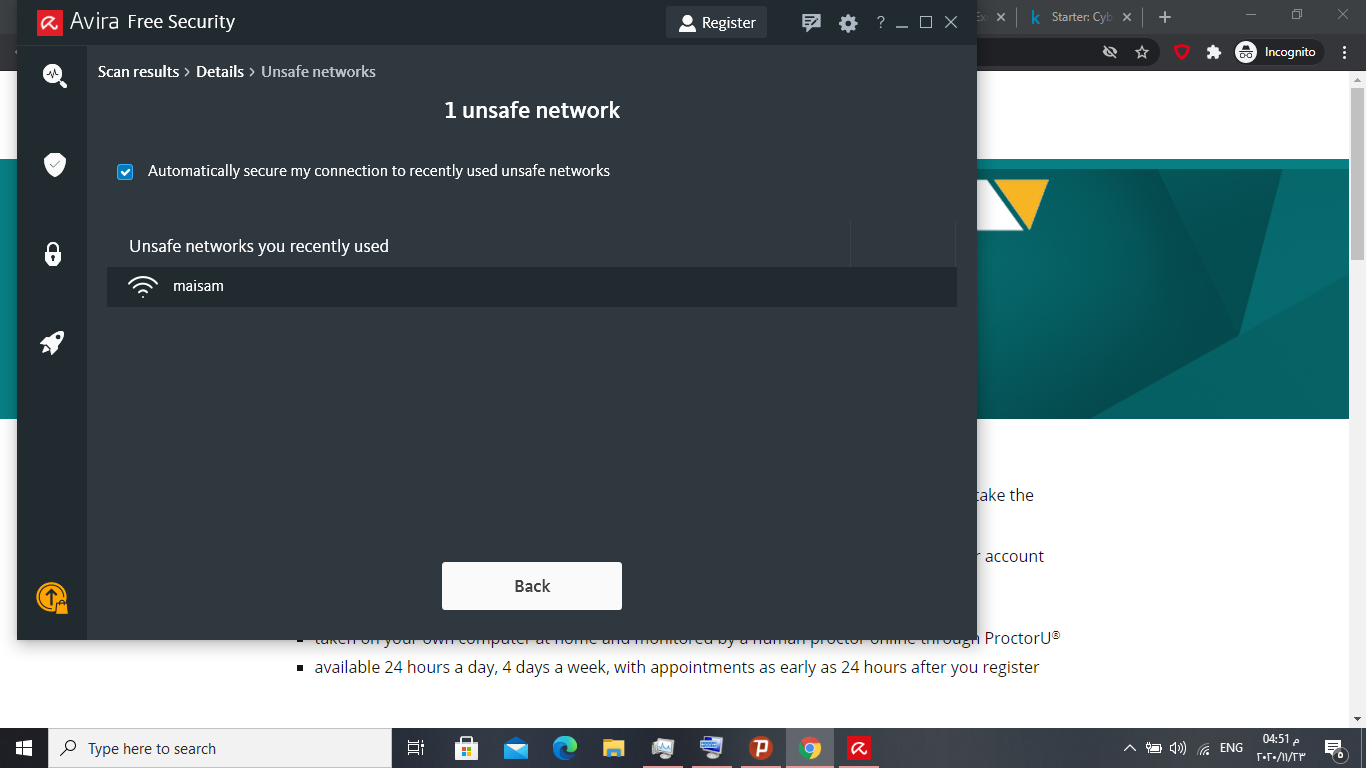 Avira Free Security
Register
?
Starter: Cyb
Incognito
Scan results > Details > Unsafe networks
1 unsafe network
Automatically secure my connection to recently used unsafe networks
Unsafe networks you recently used
maisam
Back
take the
account
taken on your own computer at home and monitored by a human proctor online through ProctorU®
available 24 hours a day, 4 days a week, with appointments as early as 24 hours after you register
Type here to search
ENG
04:51 م
٢٠٢٠/١١/٢٣